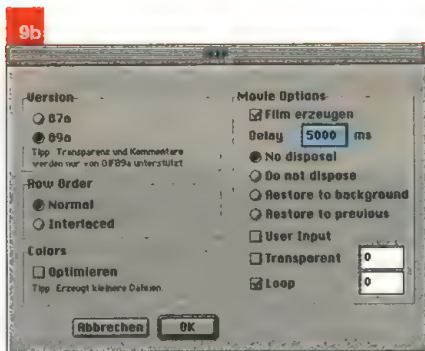 9b
Version
87a
89a
Tipp Transparenz und Kommentare
werden nur von GIF89a unterstützt
Row Order
Normal
Interlaced
Colors
Optimieren
Tipp Erzeugt kleinere Dateien
Movie Options
Film erzeugen
Delay 5000 ms
No disposal
Do not dispose
Restore to background
Restore to previous
User Input
Transparent 0
Loop 0
Abbrechen OK